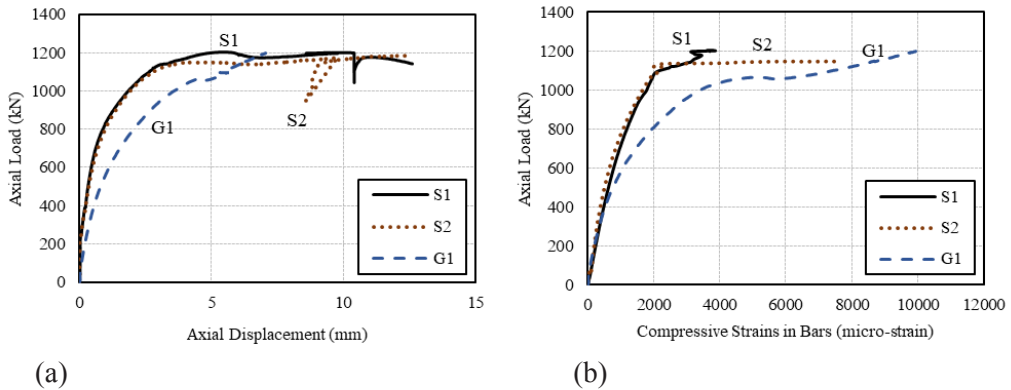 1400
1200
1000
800
600
400
200
0
Axial Load (kN)
S1
G1
S2
S1
S2
G1
0 5 10 15
Axial Displacement (mm)
(a)
1400
1200
1000
800
600
400
200
0
Axial Load (kN)
S1
S2
G1
S1
S2
G1
0 2000 4000 6000 8000 10000 12000
Compressive Strains in Bars (micro-strain)
(b)